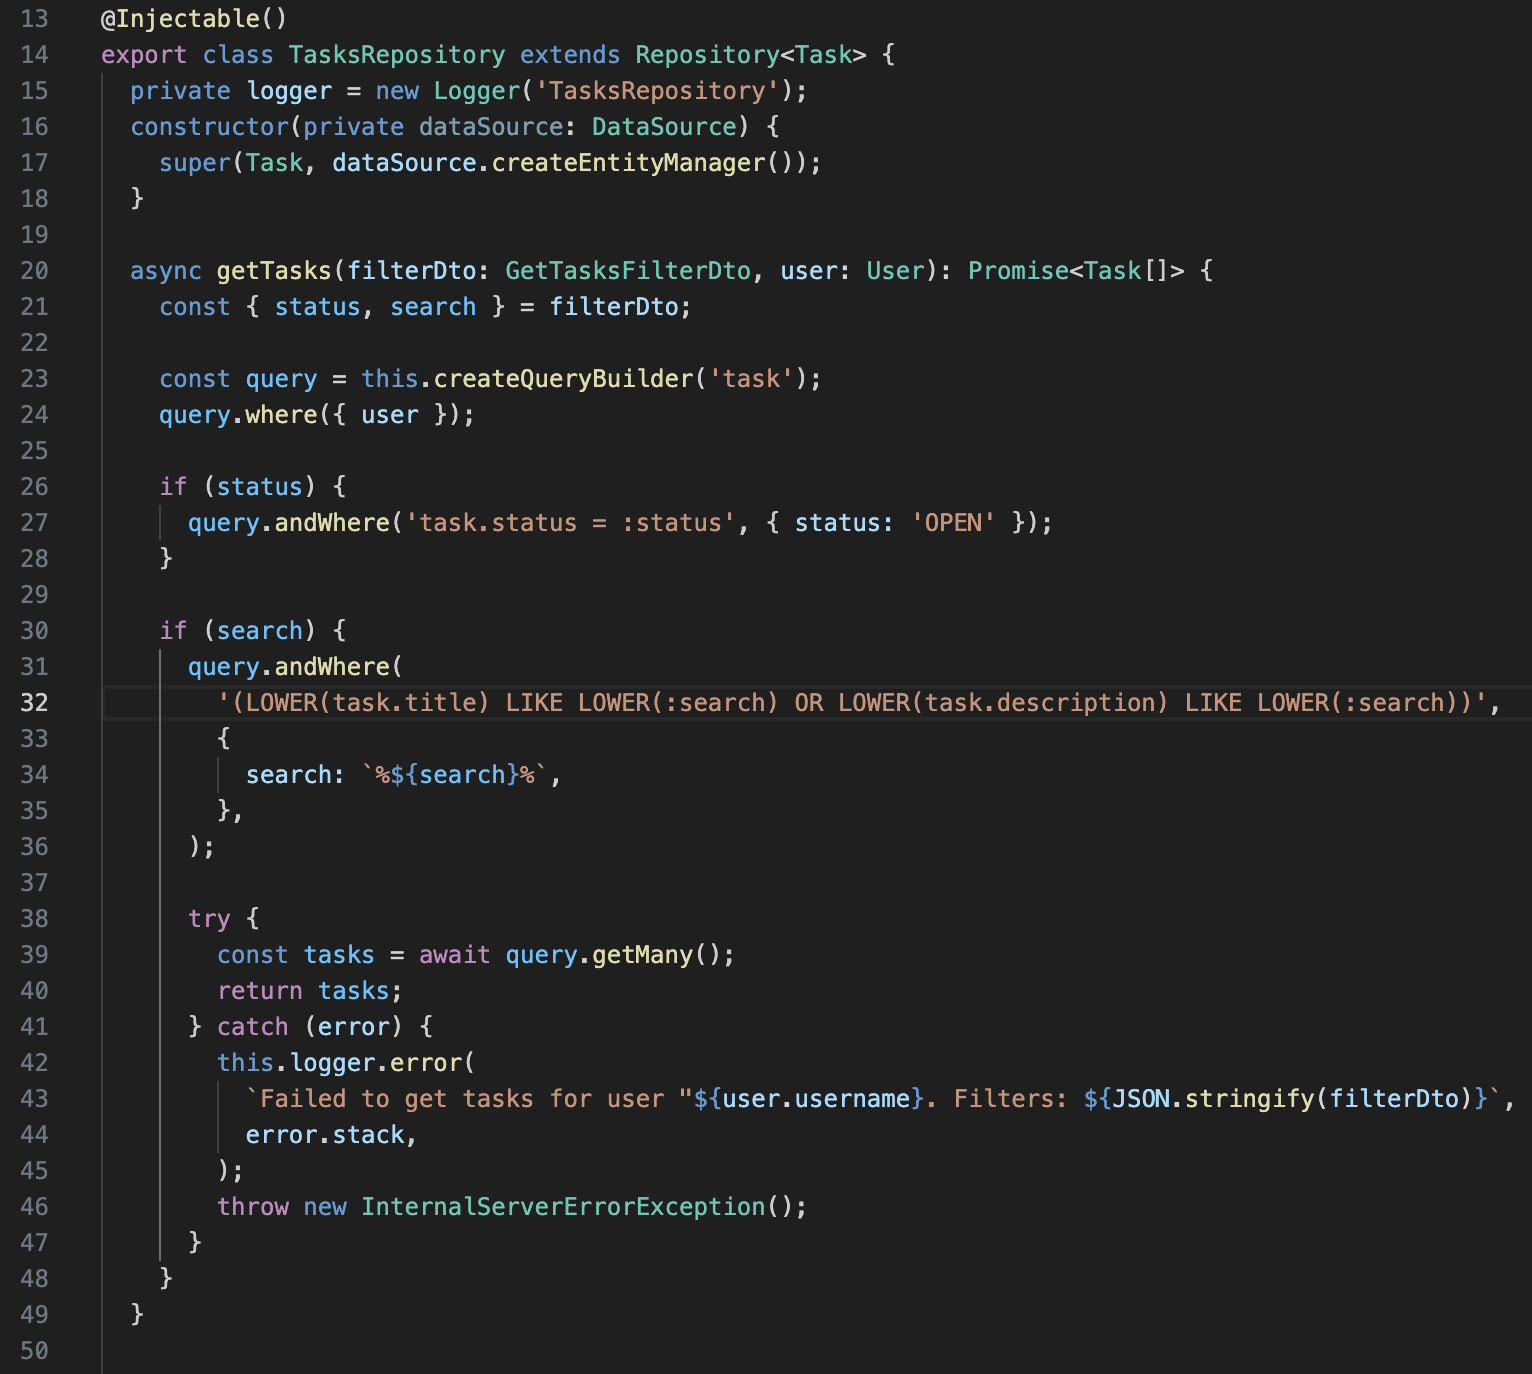 13 @Injectable()
14 export class TasksRepository extends Repository<Task> {
15 private logger = new Logger('TasksRepository');
16 constructor(private dataSource: DataSource) {
17 super(Task, dataSource.createEntityManager());
18 }
19
20 async getTasks(filterDto: GetTasksFilterDto, user: User): Promise<Task[]> {
21 const { status, search } = filterDto;
22
23 const query = this.createQueryBuilder('task');
24 query.where({ user });
25
26 if (status) {
27 query.andWhere('task.status = :status', { status: 'OPEN' });
28 }
29
30 if (search) {
31 query.andWhere(
32 '(LOWER(task.title) LIKE LOWER(:search) OR LOWER(task.description) LIKE LOWER(:search))',
33 {
34 search: `%${search}%`,
35 },
36 );
37
38 try {
39 const tasks = await query.getMany();
40 return tasks;
41 } catch (error) {
42 this.logger.error(
43 `Failed to get tasks for user "${user.username}. Filters: ${JSON.stringify(filterDto)}`,
44 error.stack,
45 );
46 throw new InternalServerErrorException();
47 }
48 }
49 }
50